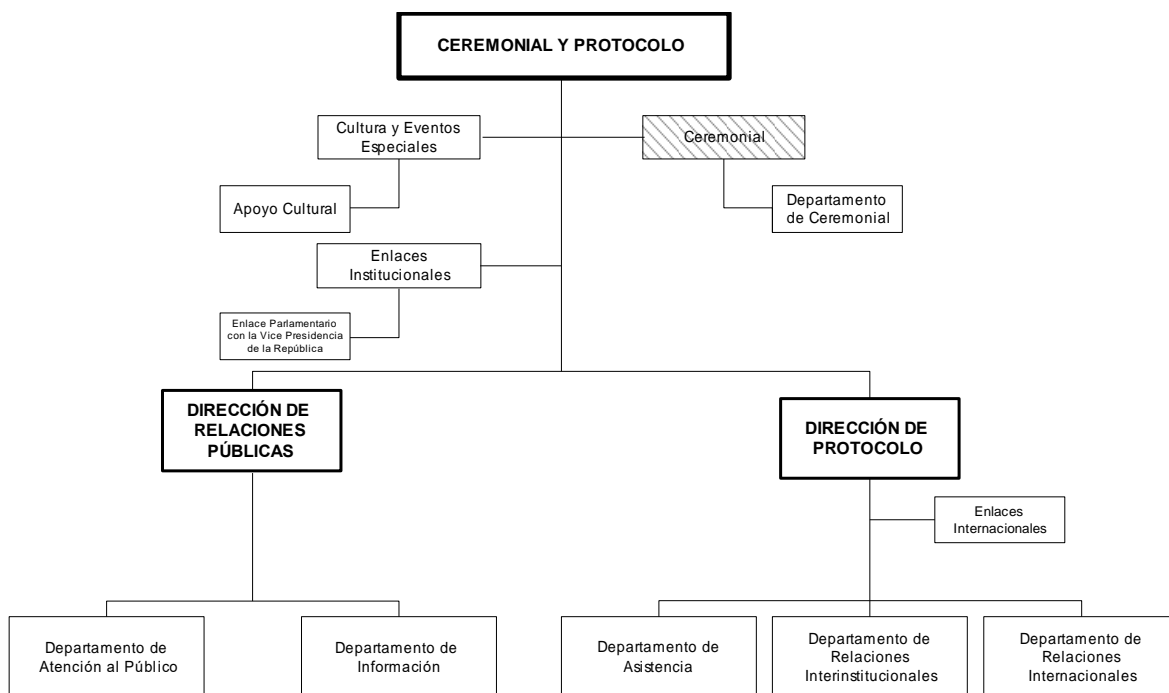 CEREMONIAL Y PROTOCOLO
Cultura y Eventos
Especiales
Ceremonial
Apoyo Cultural
Departamento
de Ceremonial
Enlaces
Institucionales
Enlace Parlamentario
con la Vice Presidencia
de la República
DIRECCIÓN DE
RELACIONES
PÚBLICAS
DIRECCIÓN DE
PROTOCOLO
Enlaces
Internacionales
Departamento de
Atención al Público
Departamento de
Información
Departamento de
Asistencia
Departamento de
Relaciones
Interinstitucionales
Departamento de
Relaciones
Internacionales